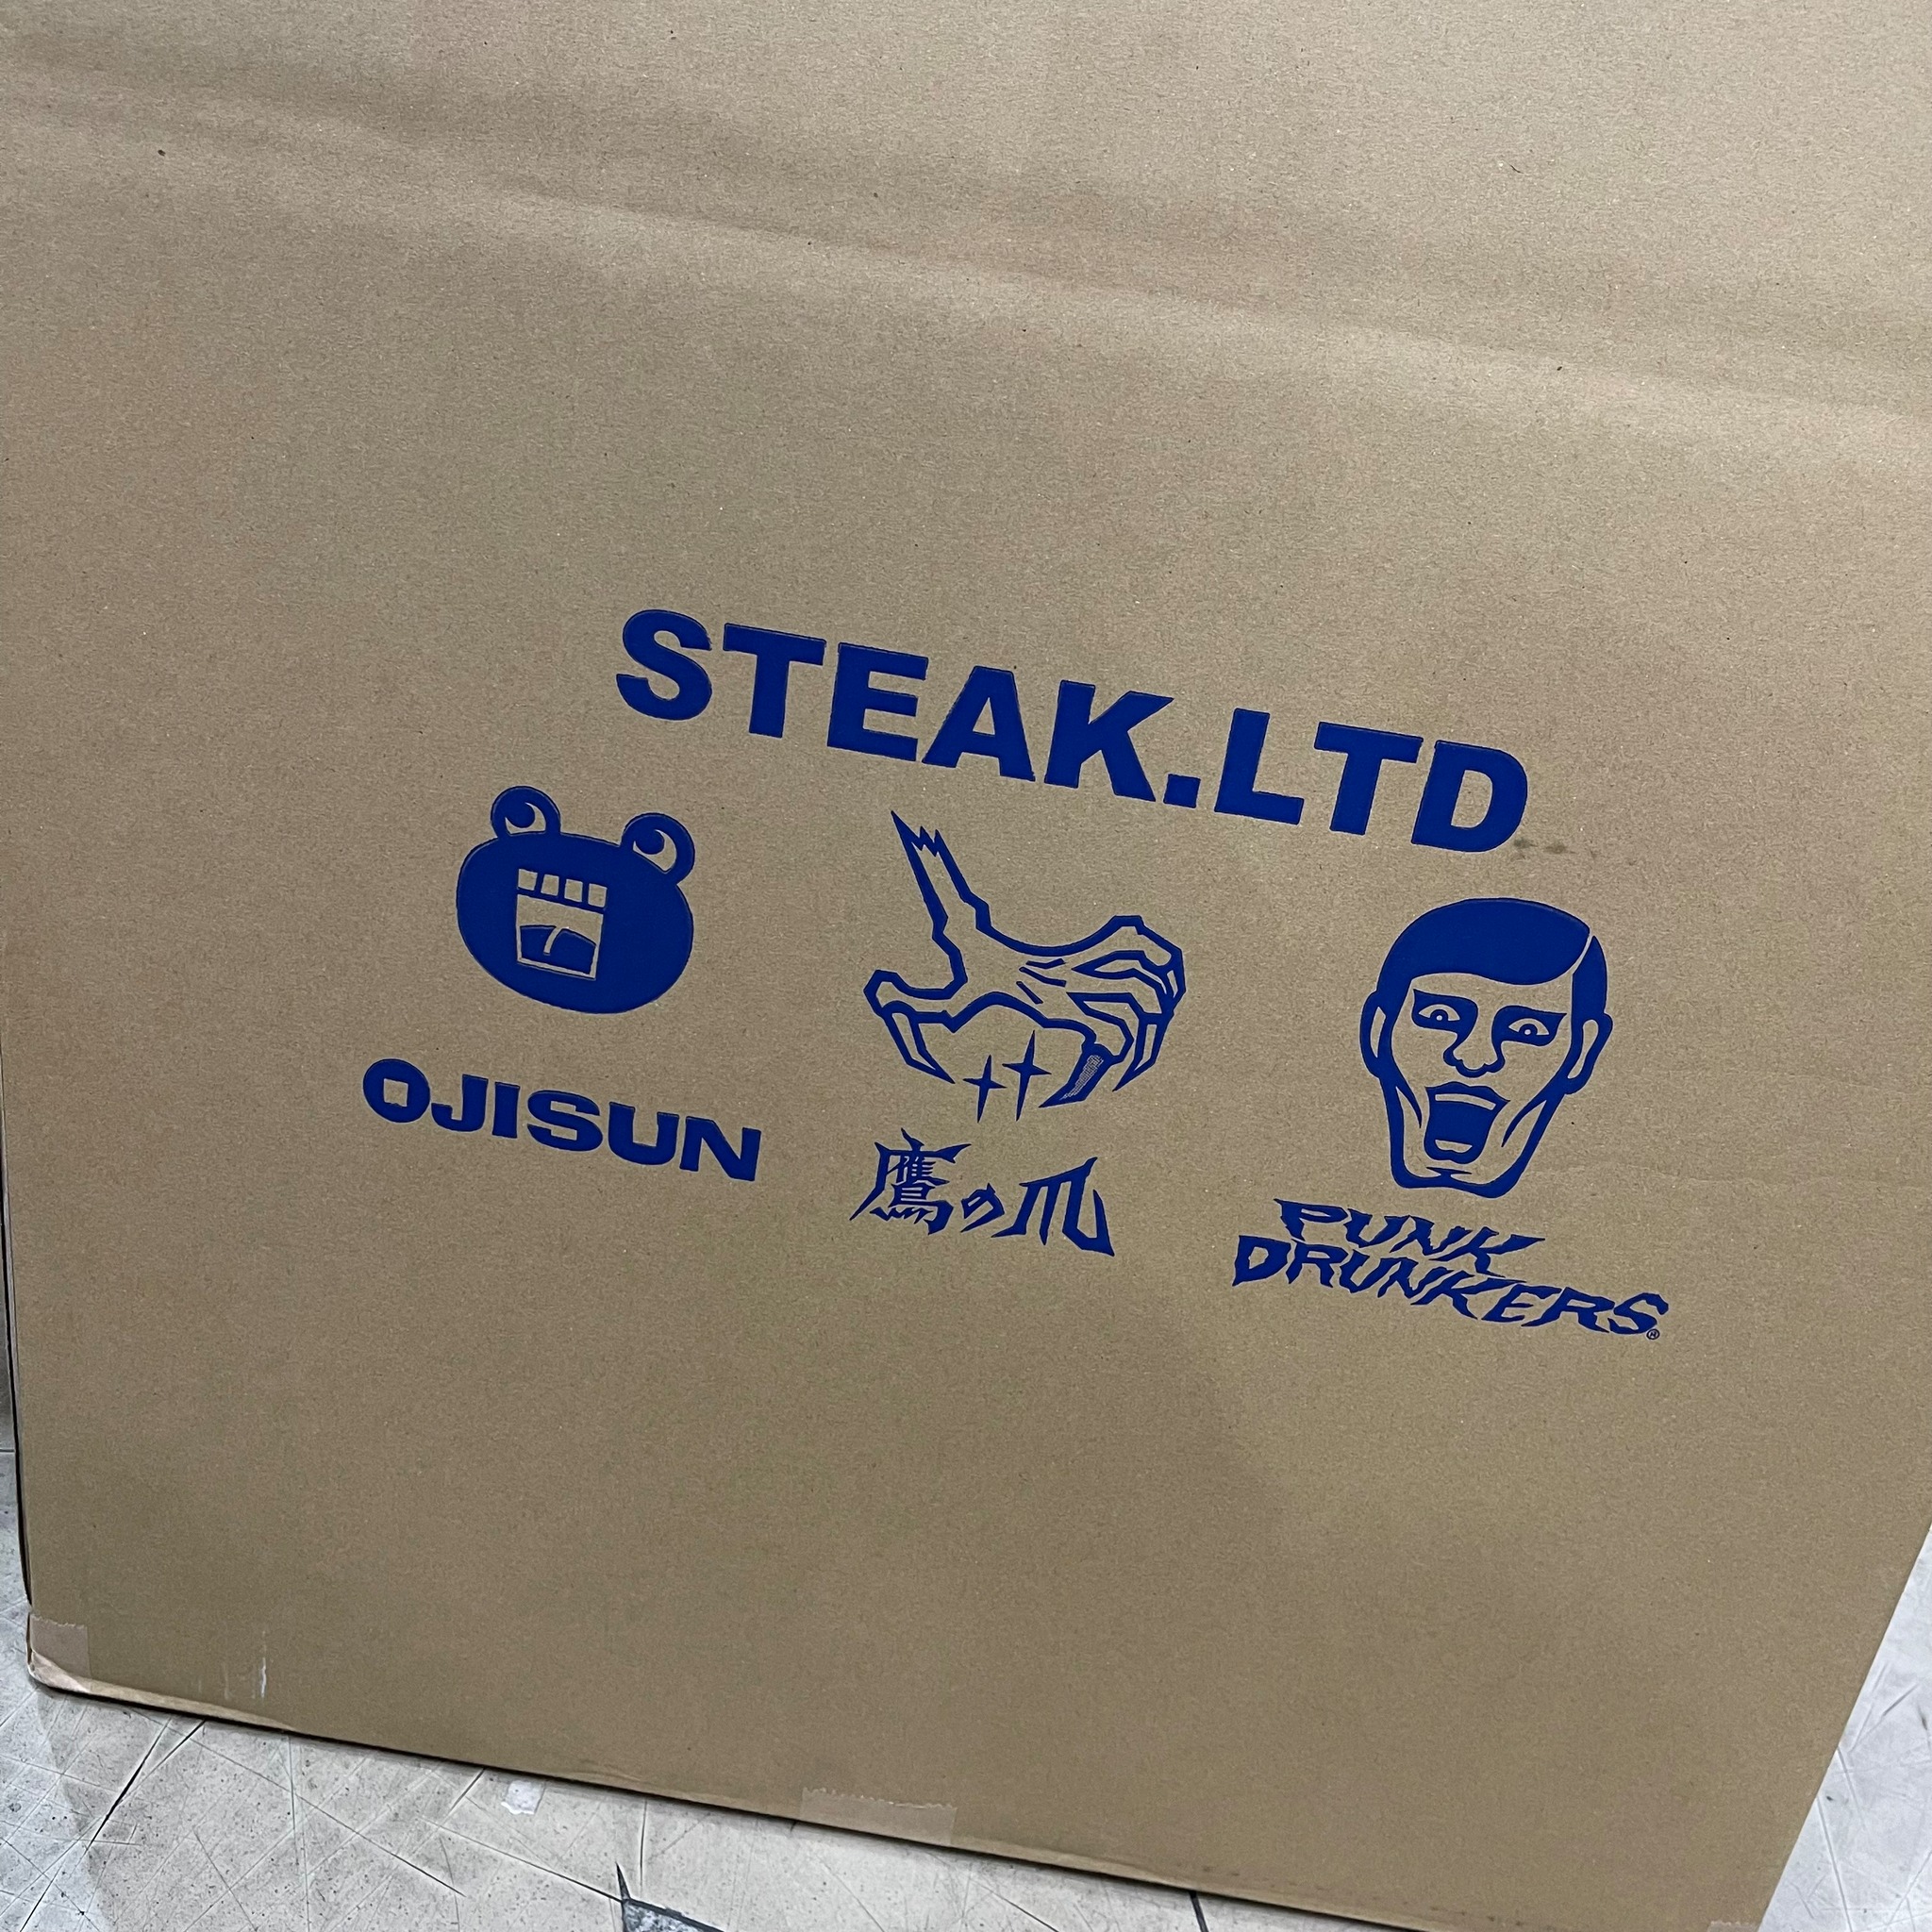 STEAK.LTD
OJISUN
鷹の爪
PUNK
DRUNKERS®